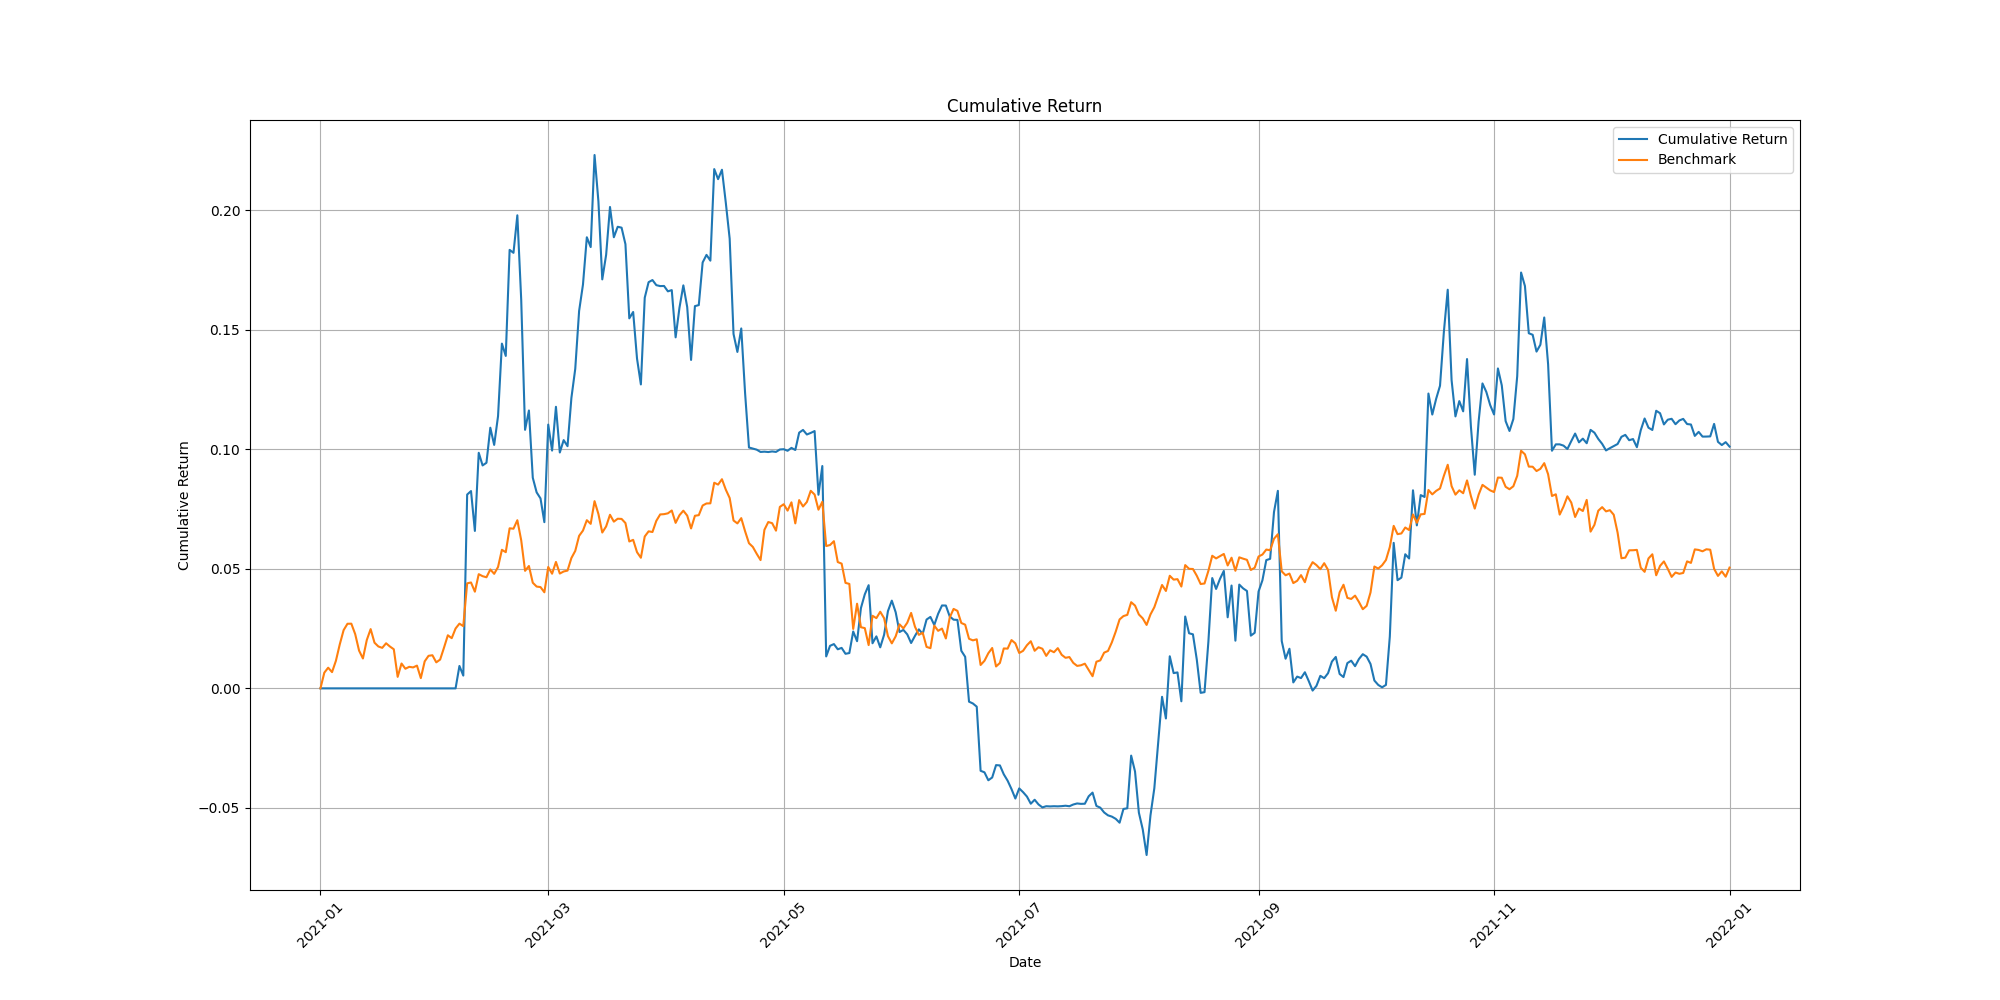 Cumulative Return
Cumulative Return
Benchmark
Cumulative Return
0.20
0.15
0.10
0.05
0.00
−0.05
2021-01
2021-03
2021-05
2021-07
2021-09
2021-11
2022-01
Date